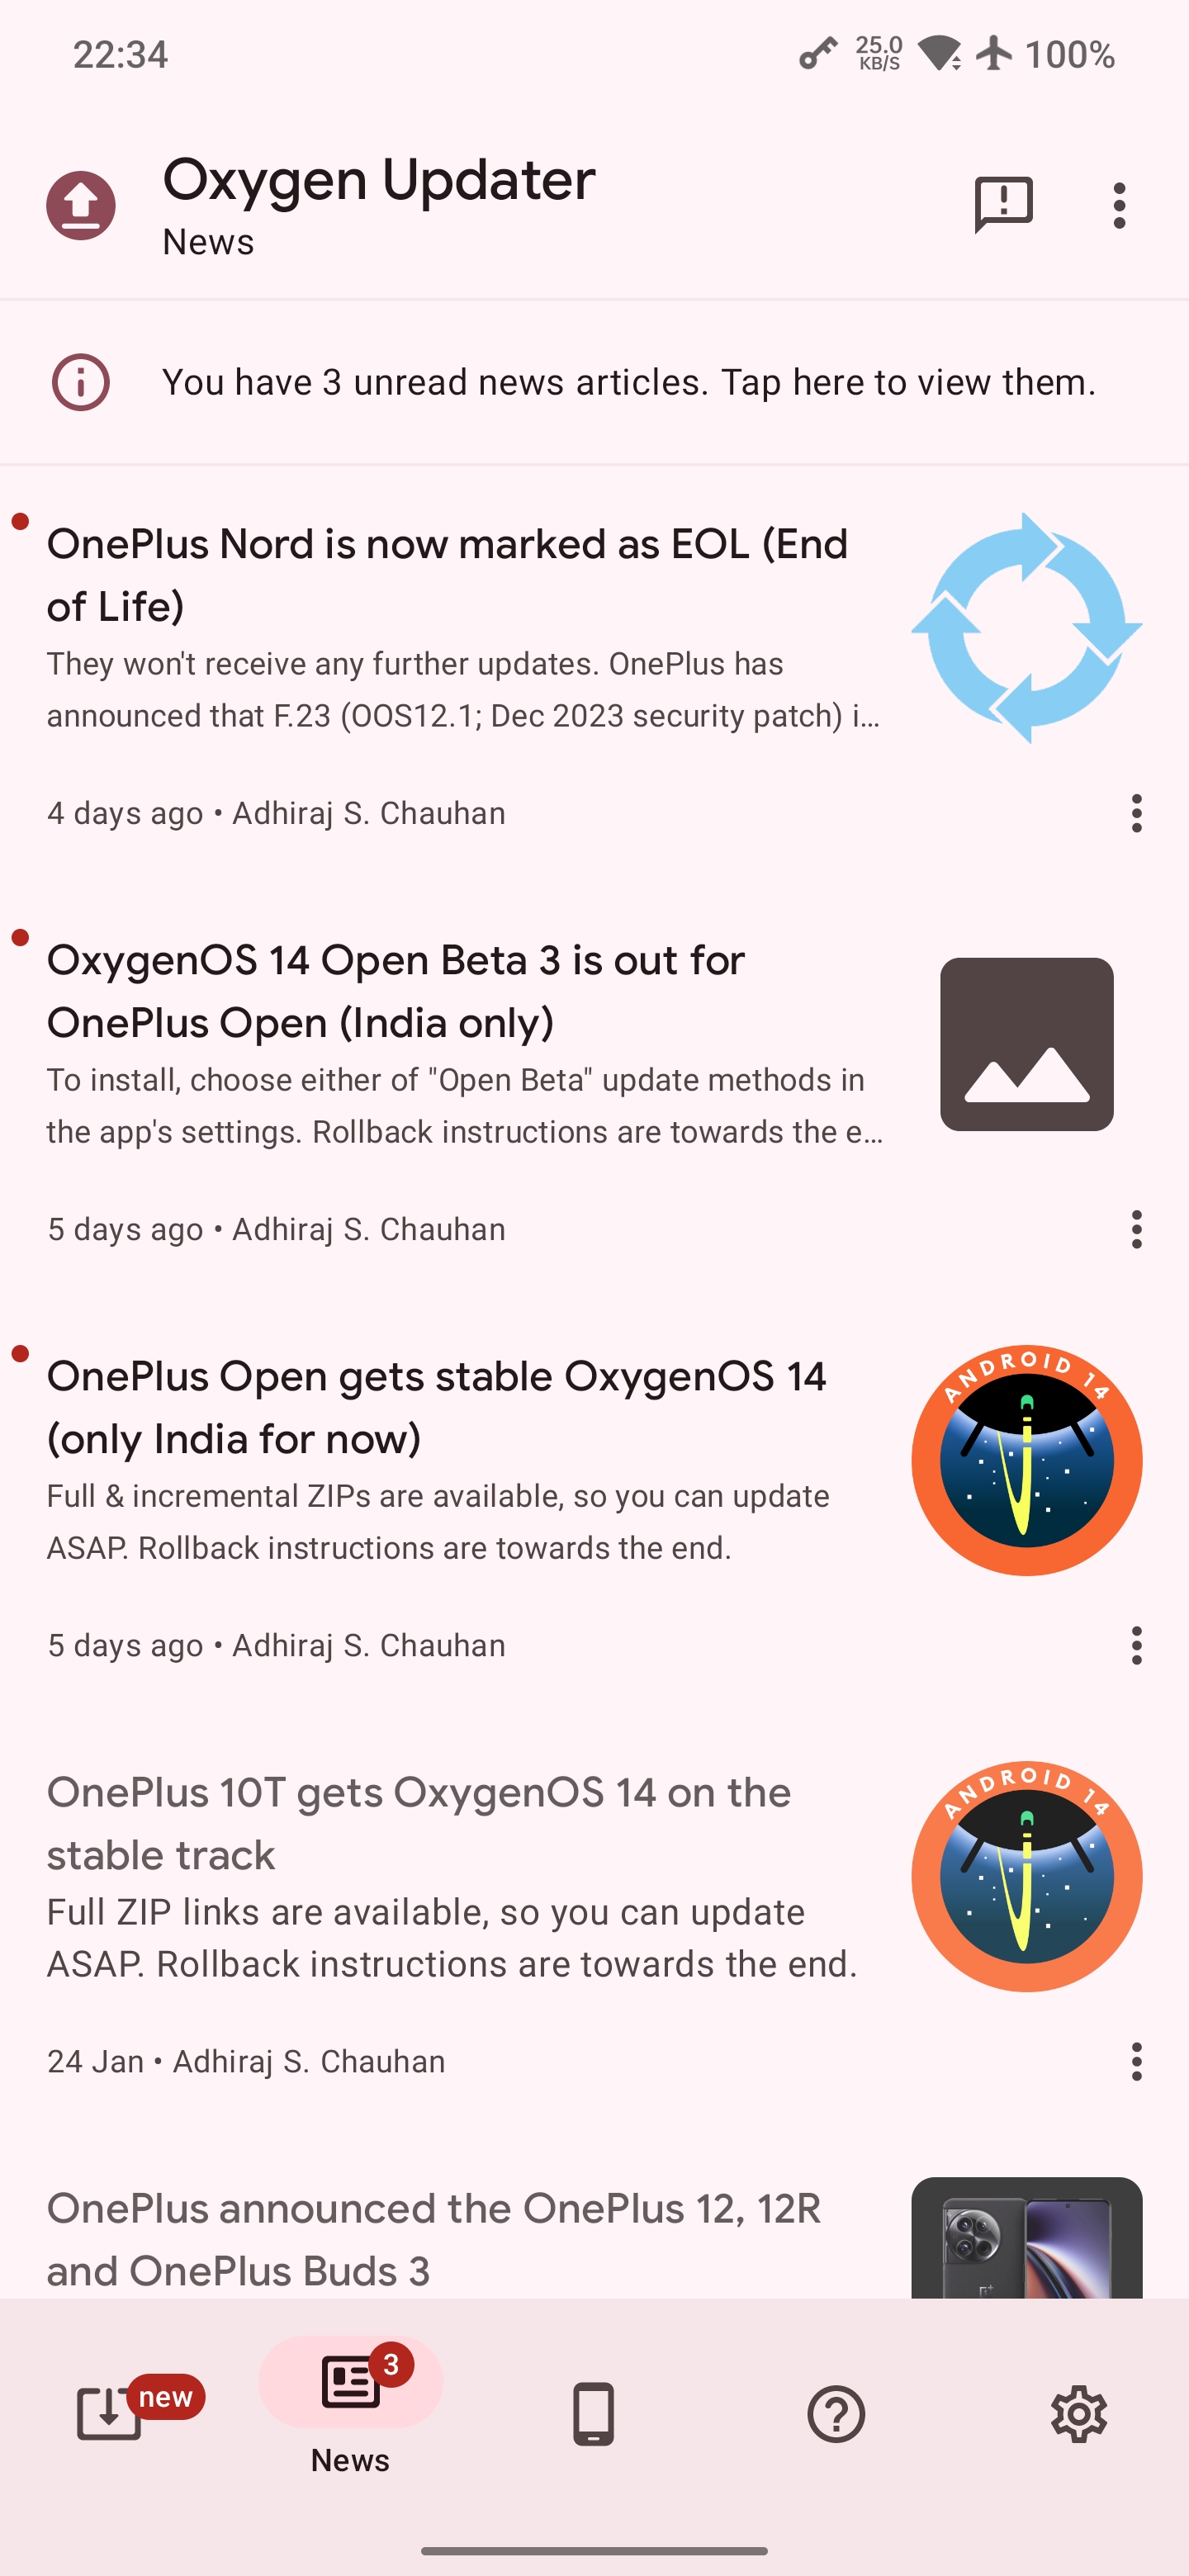 22:34
25.0
KB/S
100%
Oxygen Updater
News
You have 3 unread news articles. Tap here to view them.
OnePlus Nord is now marked as EOL (End
of Life)
They won't receive any further updates. OnePlus has
announced that F.23 (OOS12.1; Dec 2023 security patch) i...
4 days ago • Adhiraj S. Chauhan
OxygenOS 14 Open Beta 3 is out for
OnePlus Open (India only)
To install, choose either of "Open Beta" update methods in
the app's settings. Rollback instructions are towards the e...
5 days ago • Adhiraj S. Chauhan
OnePlus Open gets stable OxygenOS 14
(only India for now)
Full & incremental ZIPs are available, so you can update
ASAP. Rollback instructions are towards the end.
ANDROID 14
5 days ago • Adhiraj S. Chauhan
OnePlus 10T gets OxygenOS 14 on the
stable track
Full ZIP links are available, so you can update
ASAP. Rollback instructions are towards the end.
ANDROID 14
24 Jan • Adhiraj S. Chauhan
OnePlus announced the OnePlus 12, 12R
and OnePlus Buds 3
new
3
News